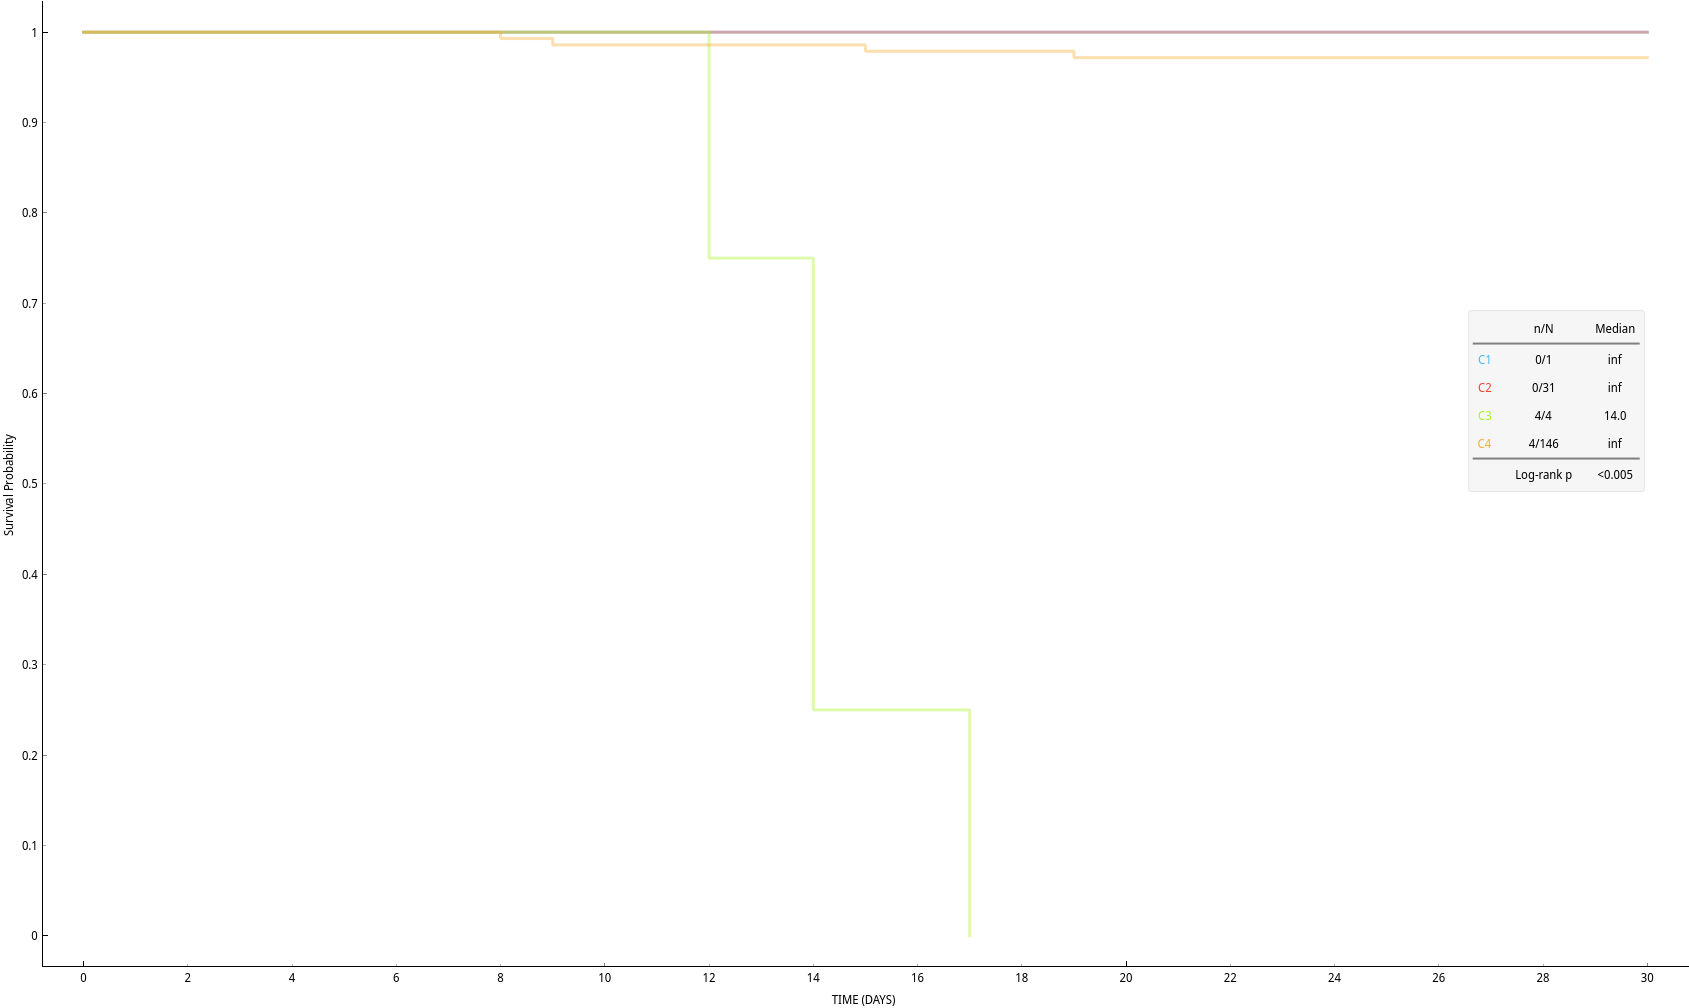 1
0.9
0.8
0.7
0.6
0.5
0.4
0.3
0.2
0.1
0
Survival Probability
0 2 4 6 8 10 12 14 16 18 20 22 24 26 28 30
TIME (DAYS)
n/N Median
C1 0/1 inf
C2 0/31 inf
C3 4/4 14.0
C4 4/146 inf
Log-rank p <0.005